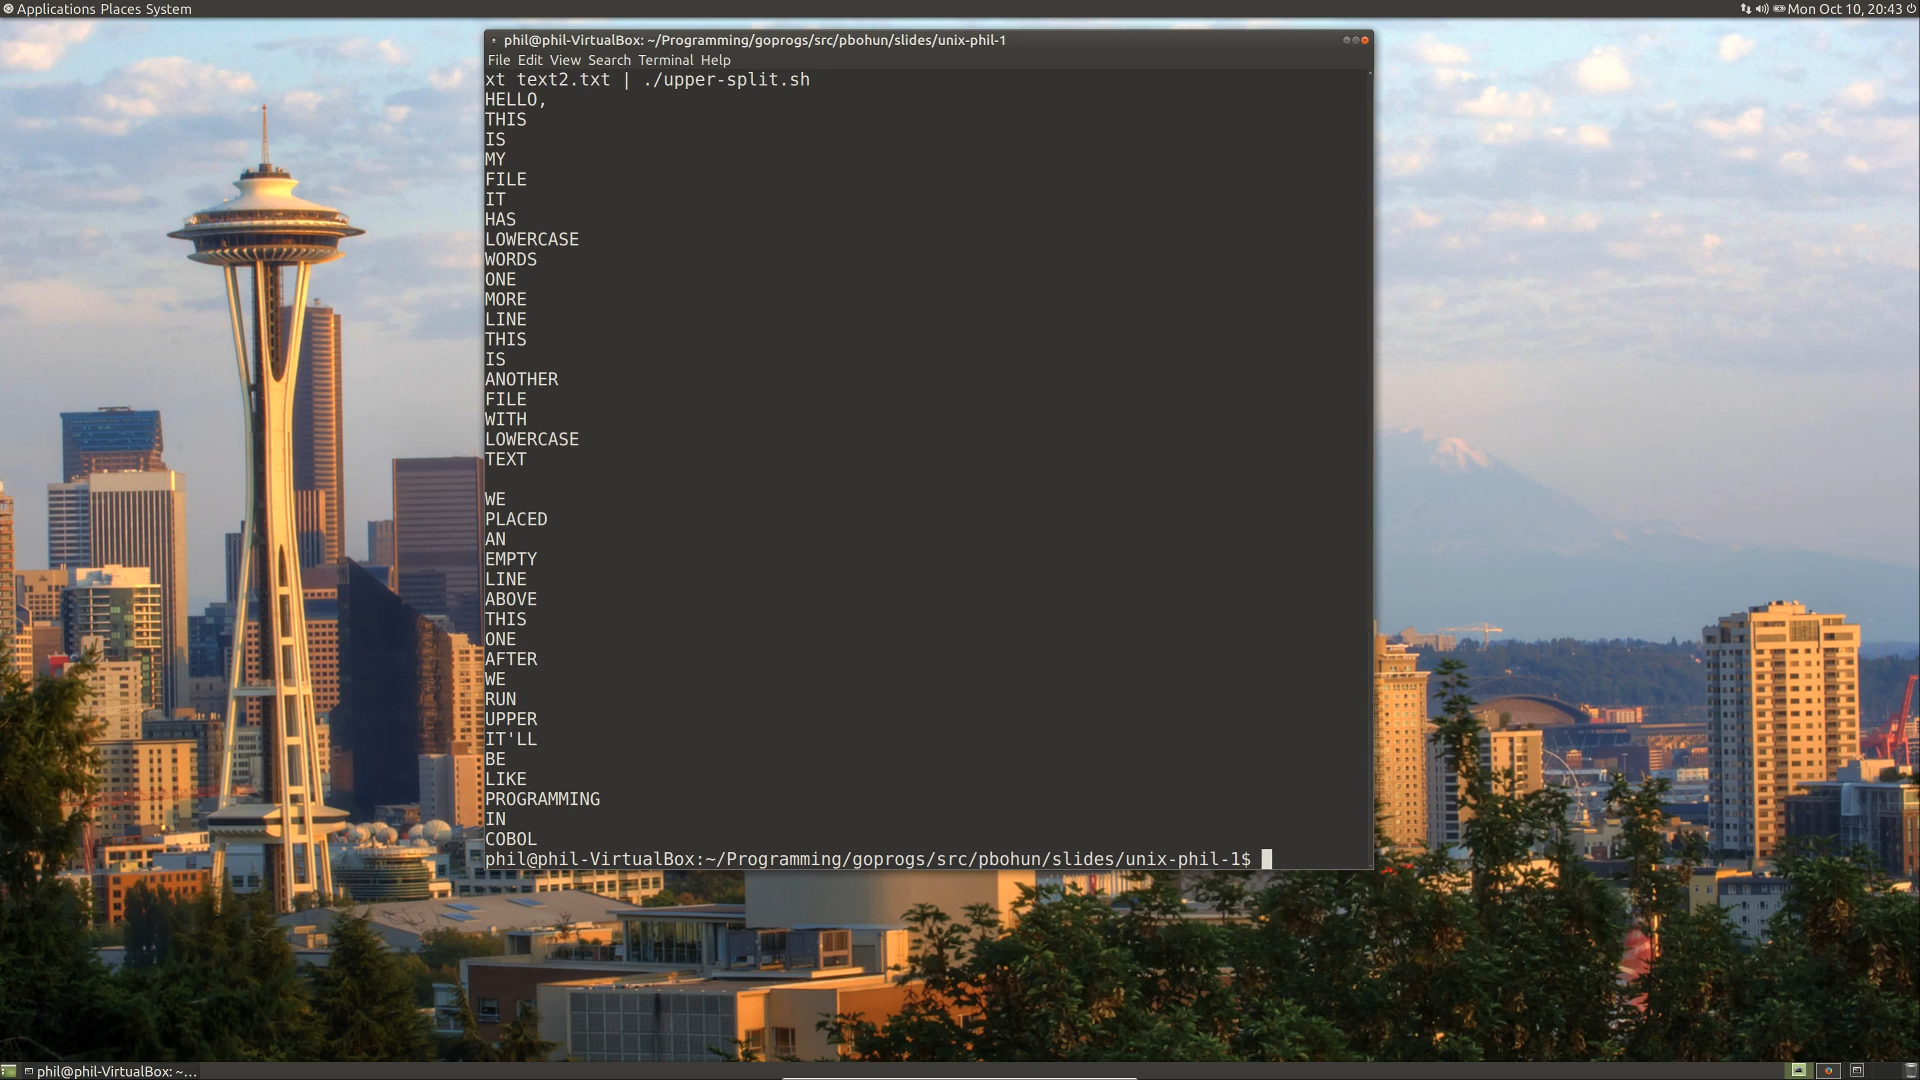 Applications Places System
Mon Oct 10, 20:43
phil@phil-VirtualBox: ~/Programming/goprogs/src/pbohun/slides/unix-phil-1
File Edit View Search Terminal Help
xt text2.txt | ./upper-split.sh
HELLO,
THIS
IS
MY
FILE
IT
HAS
LOWERCASE
WORDS
ONE
MORE
LINE
THIS
IS
ANOTHER
FILE
WITH
LOWERCASE
TEXT
WE
PLACED
AN
EMPTY
LINE
ABOVE
THIS
ONE
AFTER
WE
RUN
UPPER
IT'LL
BE
LIKE
PROGRAMMING
IN
COBOL
phil@phil-VirtualBox:~/Programming/goprogs/src/pbohun/slides/unix-phil-1$
phil@phil-VirtualBox: ~...